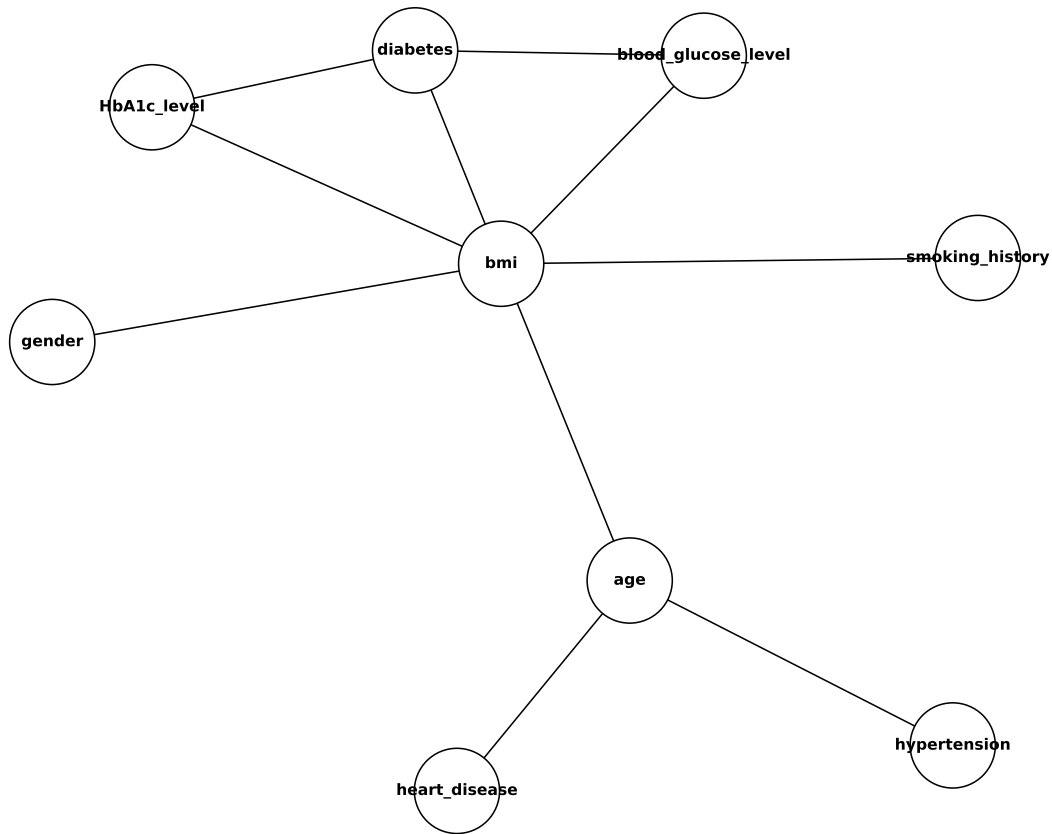 diabetes
blood_glucose_level
HbA1c_level
smoking_history
bmi
gender
age
hypertension
heart_disease